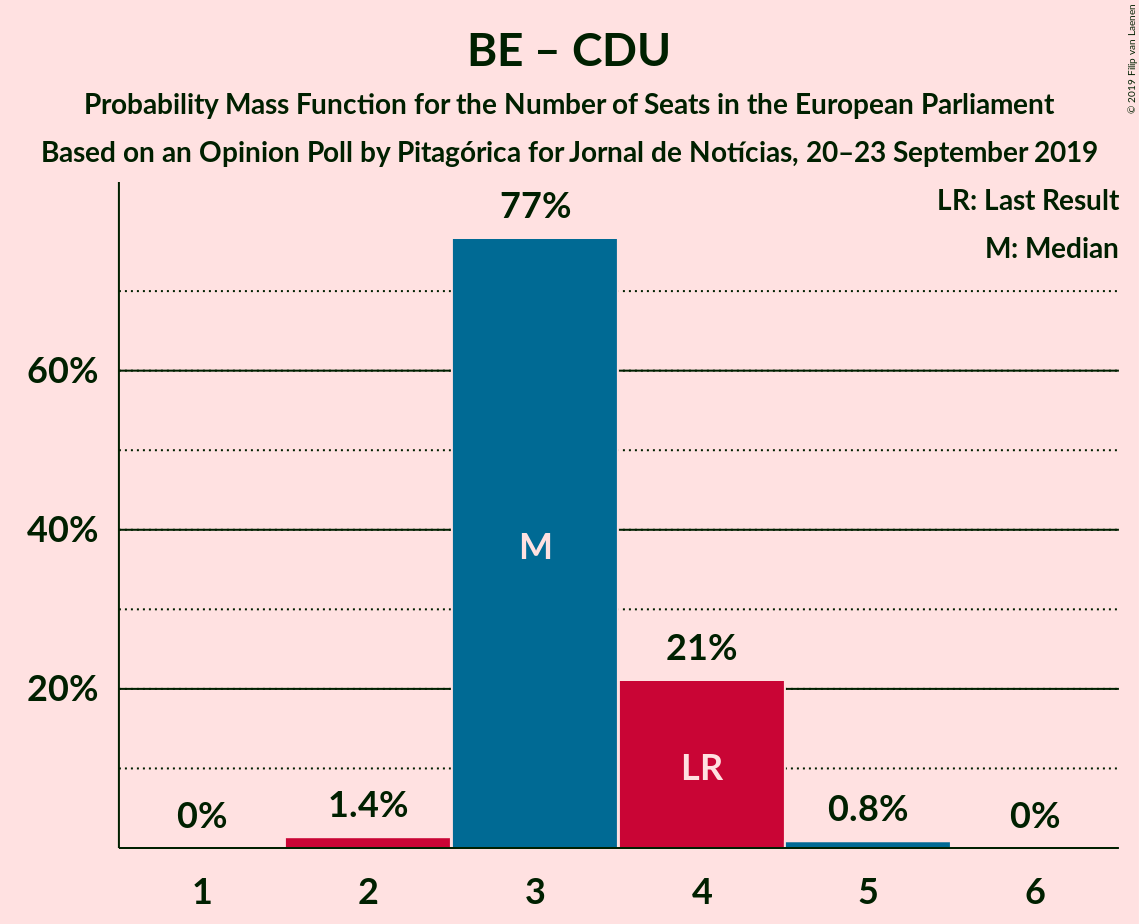 BE – CDU
Probability Mass Function for the Number of Seats in the European Parliament
Based on an Opinion Poll by Pitagórica for Jornal de Notícias, 20–23 September 2019
© 2019 Filip van Laenen
LR: Last Result
M: Median
77%
60%
40%
20%
M
21%
LR
0%
1.4%
0.8%
0%
1 2 3 4 5 6